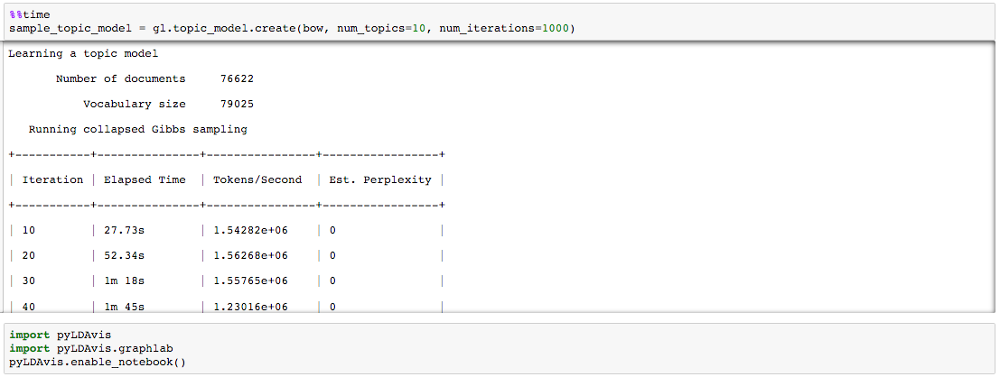 %%time
sample_topic_model = gl.topic_model.create(bow, num_topics=10, num_iterations=1000)
Learning a topic model
       Number of documents     76622
           Vocabulary size     79025
   Running collapsed Gibbs sampling
+-----------+---------------+----------------+-----------------+
| Iteration | Elapsed Time  | Tokens/Second  | Est. Perplexity |
+-----------+---------------+----------------+-----------------+
| 10        | 27.73s        | 1.54282e+06    | 0               |
| 20        | 52.34s        | 1.56268e+06    | 0               |
| 30        | 1m 18s        | 1.55765e+06    | 0               |
| 40        | 1m 45s        | 1.23016e+06    | 0               |
import pyLDAvis
import pyLDAvis.graphlab
pyLDAvis.enable_notebook()